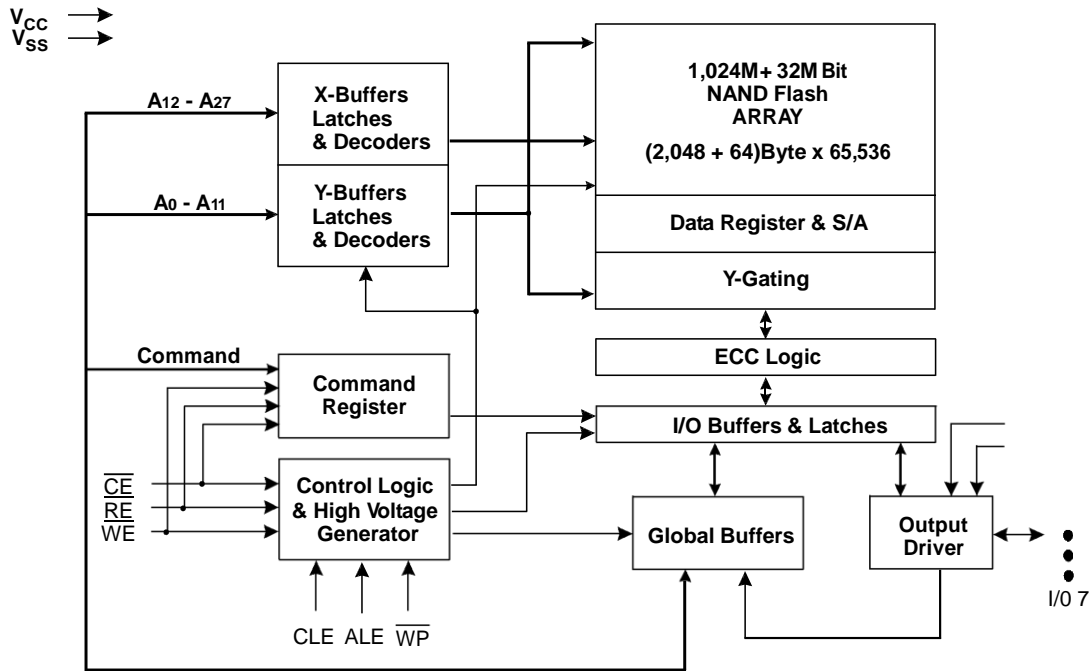 VCC
VSS
A12 - A27
X-Buffers
Latches
& Decoders
A0 - A11
Y-Buffers
Latches
& Decoders
1,024M + 32M Bit
NAND Flash
ARRAY
(2,048 + 64)Byte x 65,536
Data Register & S/A
Y-Gating
ECC Logic
Command
Command
Register
I/O Buffers & Latches
CE
RE
WE
Control Logic
& High Voltage
Generator
Global Buffers
Output
Driver
CLE ALE WP
I/0 7